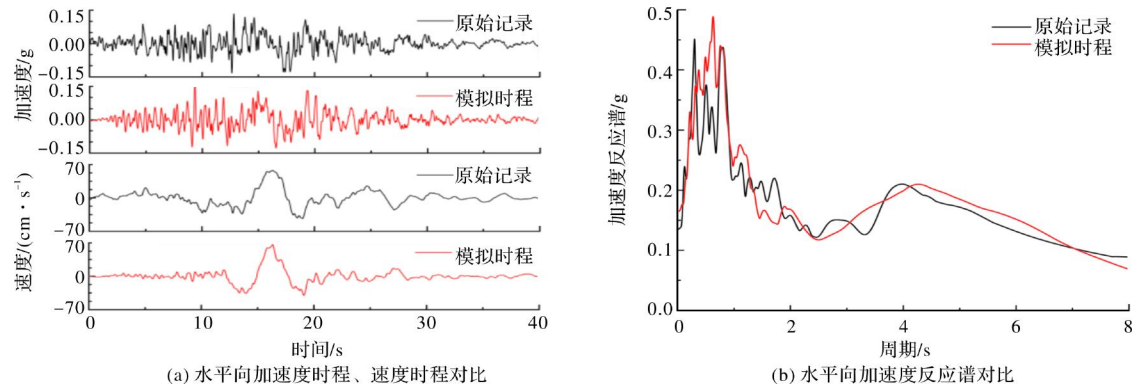 0.15
0.00
−0.15
原始记录
0.15
0.00
−0.15
模拟时程
加速度/g
70
0
−70
原始记录
70
0
−70
模拟时程
速度/(cm·s⁻¹)
0 10 20 30 40
时间/s
(a) 水平向加速度时程、速度时程对比
0.5
0.4
0.3
0.2
0.1
0.0
加速度反应谱/g
原始记录
模拟时程
0 2 4 6 8
周期/s
(b) 水平向加速度反应谱对比